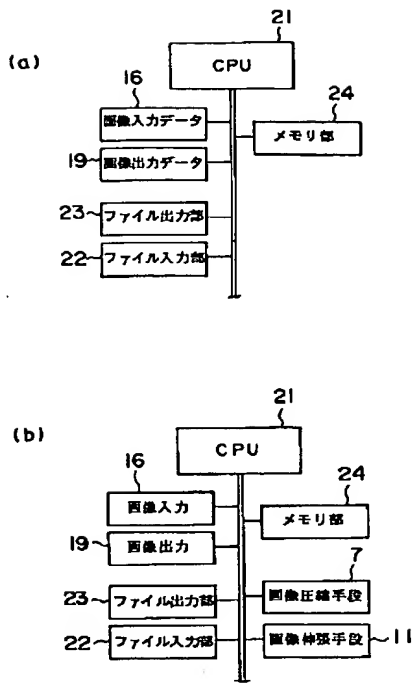 (a)
21
CPU
16
画像入力データ
24
メモリ部
19
画像出力データ
23
ファイル出力部
22
ファイル入力部
(b)
21
CPU
16
画像入力
24
メモリ部
19
画像出力
7
画像圧縮手段
23
ファイル出力部
22
ファイル入力部
画像伸張手段
11